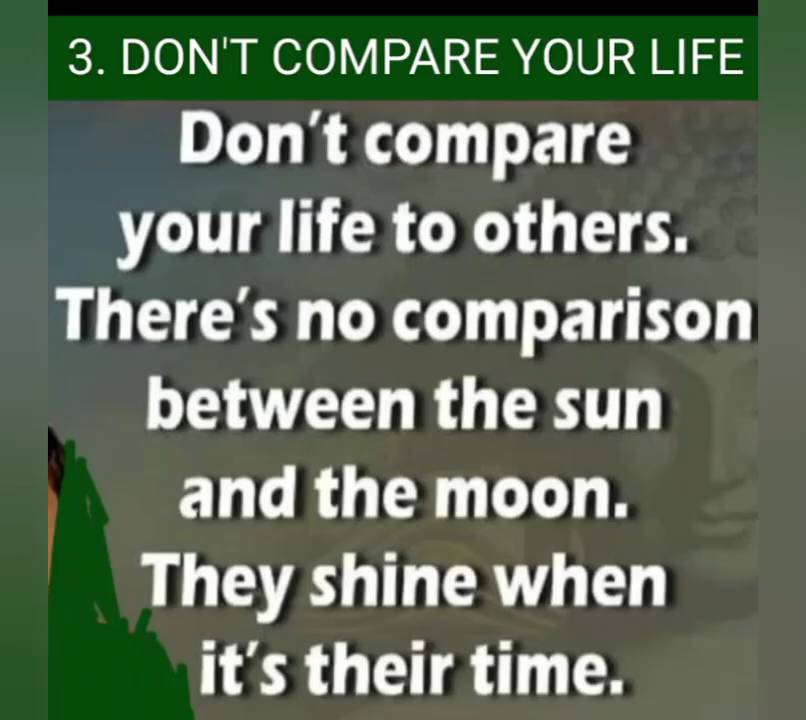 3. DON'T COMPARE YOUR LIFE
Don't compare
your life to others.
There's no comparison
between the sun
and the moon.
They shine when
it's their time.